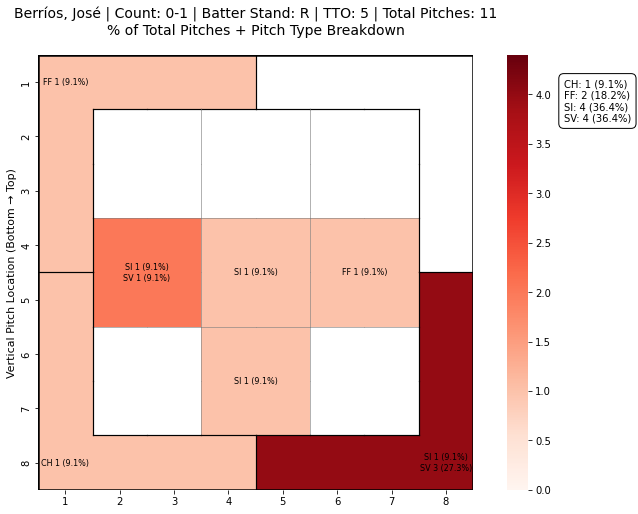 Berríos, José | Count: 0-1 | Batter Stand: R | TTO: 5 | Total Pitches: 11
% of Total Pitches + Pitch Type Breakdown
Vertical Pitch Location (Bottom → Top)
1
2
3
4
5
6
7
8
FF 1 (9.1%)
SI 1 (9.1%)
SV 1 (9.1%)
SI 1 (9.1%)
FF 1 (9.1%)
SI 1 (9.1%)
CH 1 (9.1%)
SI 1 (9.1%)
SV 3 (27.3%)
1
2
3
4
5
6
7
8
4.0
3.5
3.0
2.5
2.0
1.5
1.0
0.5
0.0
CH: 1 (9.1%)
FF: 2 (18.2%)
SI: 4 (36.4%)
SV: 4 (36.4%)